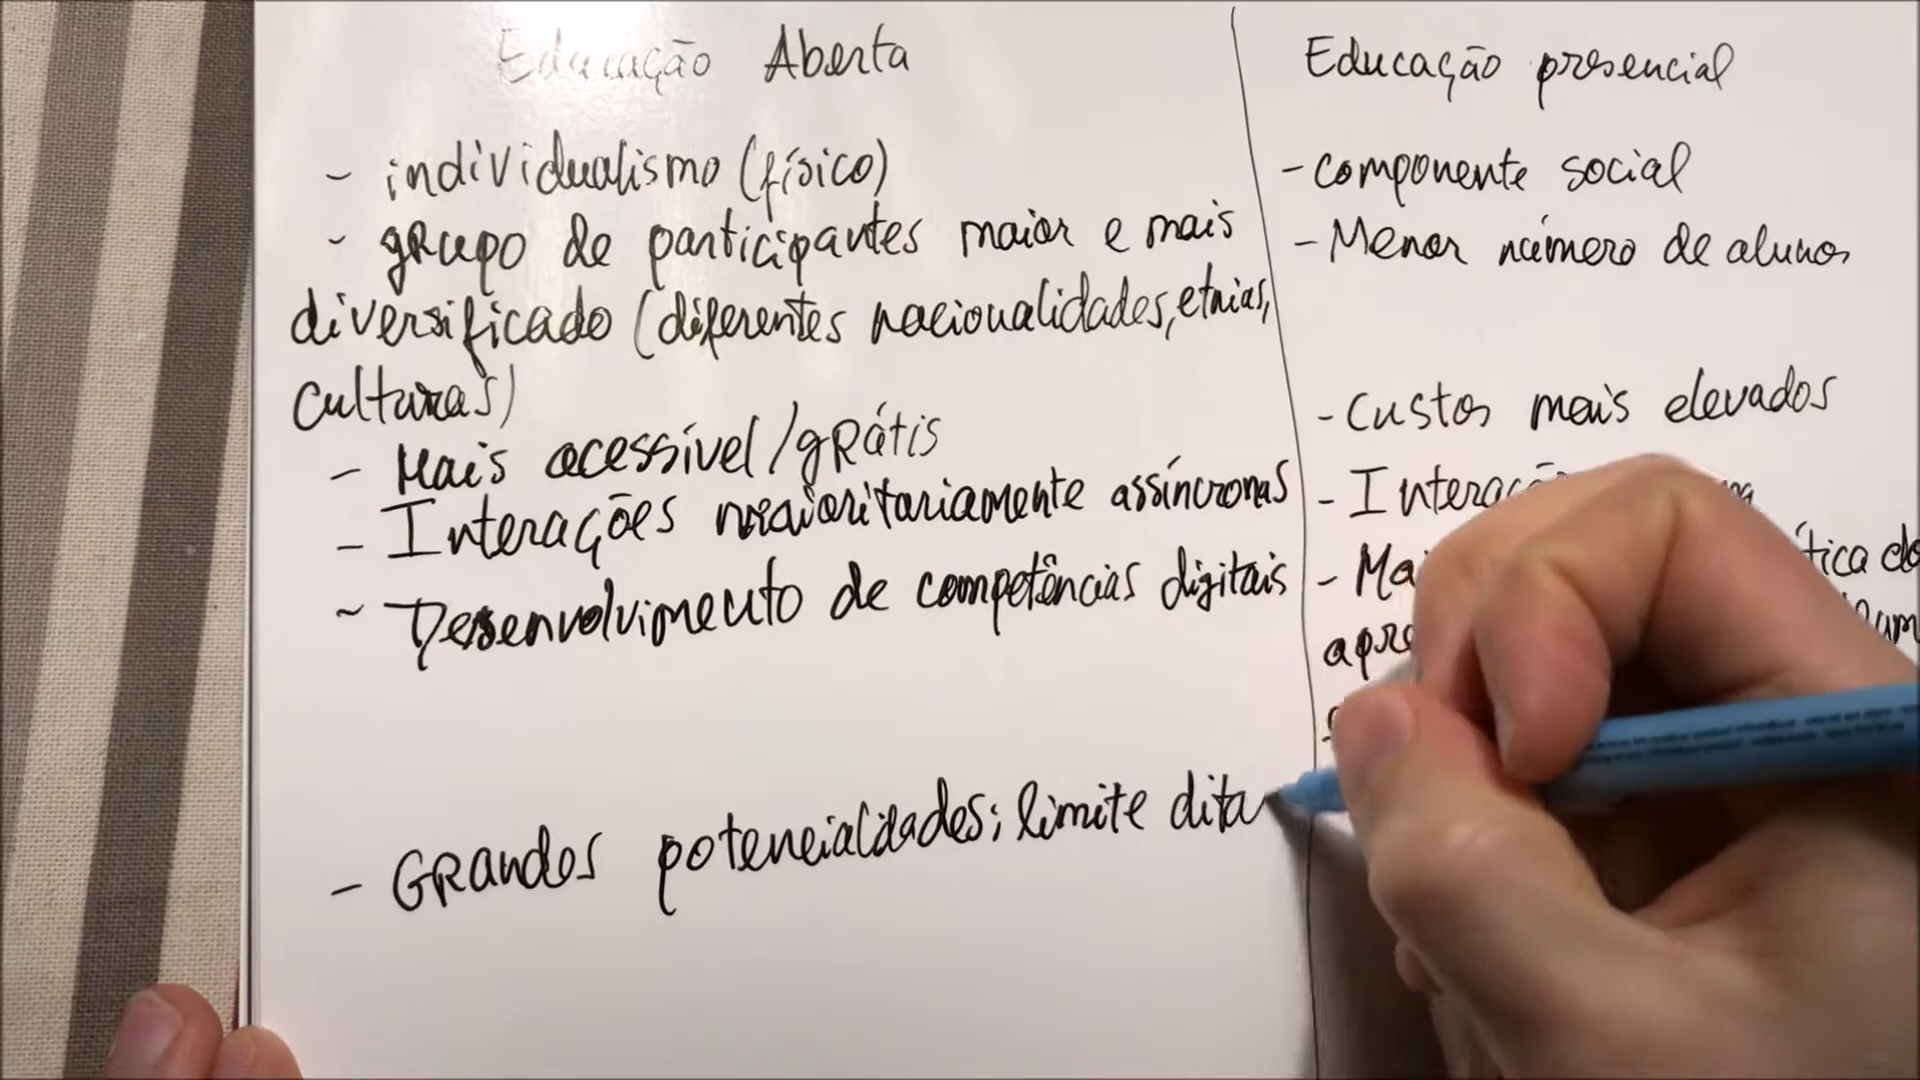 Educação Aberta
- individualismo (físico)
- grupo de participantes maior e mais
diversificado (diferentes nacionalidades, etnias,
culturas)
- Mais acessível/grátis
- Interações maioritariamente assíncronas
- Desenvolvimento de competências digitais
- Grandes potencialidades; limite dita
Educação presencial
- componente social
- Menor número de alunos
- Custos mais elevados
-
-